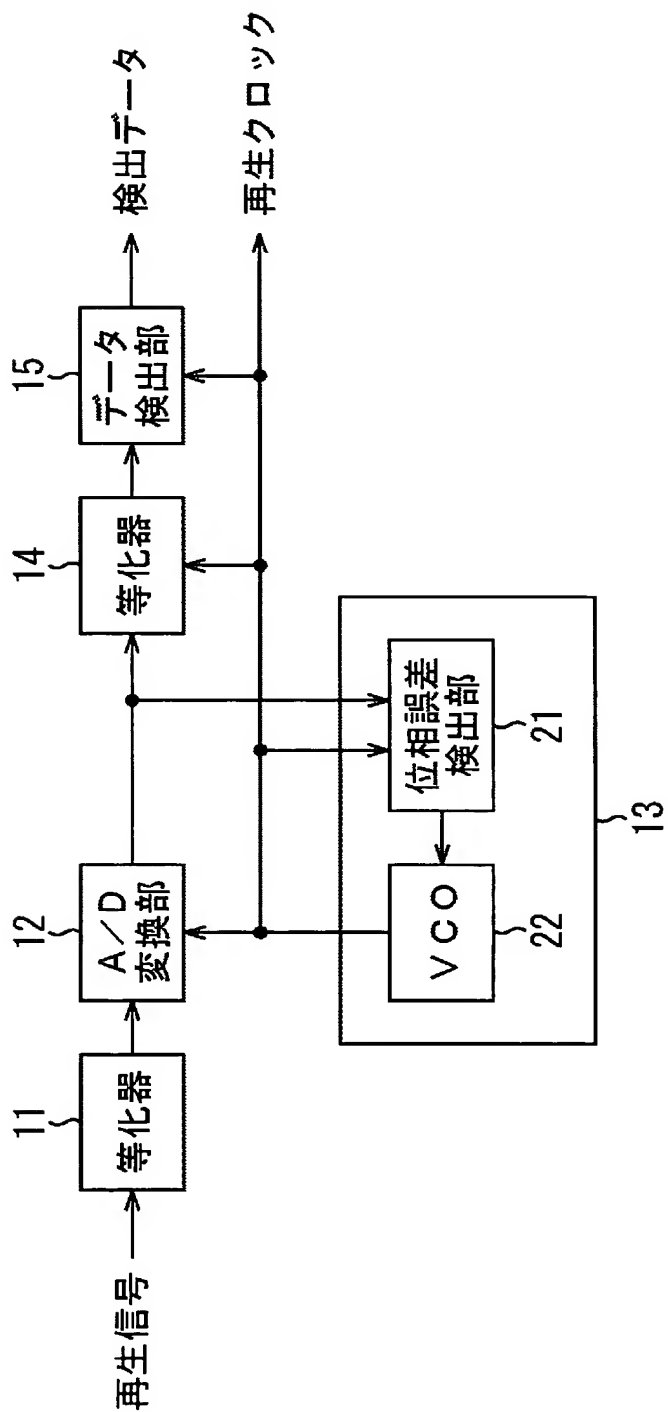 再生信号
11
等化器
12
A/D
変換部
14
等化器
15
データ
検出部
検出データ
再生クロック
22
VCO
21
位相誤差
検出部
13